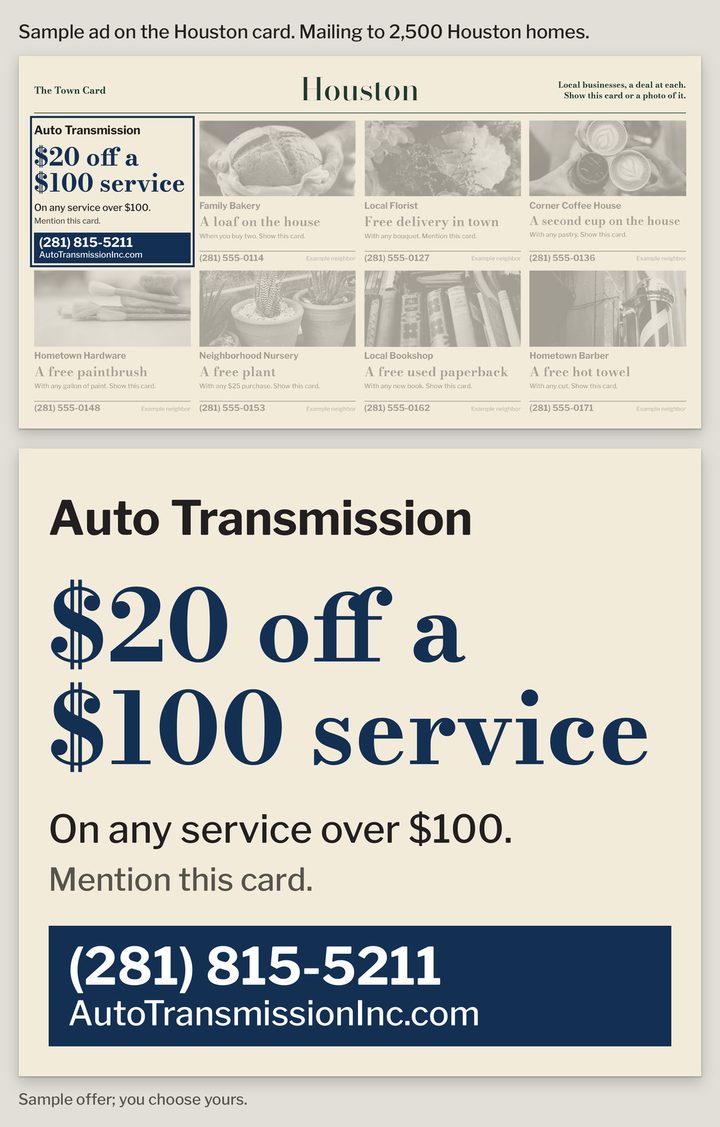 Sample ad on the Houston card. Mailing to 2,500 Houston homes.
The Town Card
Houston
Local businesses, a deal at each.
Show this card or a photo of it.
Auto Transmission
$20 off a
$100 service
On any service over $100.
Mention this card.
(281) 815-5211
AutoTransmissionInc.com
Family Bakery
A loaf on the house
When you buy two. Show this card.
(281) 555-0114
Example neighbor
Local Florist
Free delivery in town
With any bouquet. Mention this card.
(281) 555-0127
Example neighbor
Corner Coffee House
A second cup on the house
With any pastry. Show this card.
(281) 555-0136
Example neighbor
Hometown Hardware
A free paintbrush
With any gallon of paint. Show this card.
(281) 555-0148
Example neighbor
Neighborhood Nursery
A free plant
With any $25 purchase. Show this card.
(281) 555-0153
Example neighbor
Local Bookshop
A free used paperback
With any new book. Show this card.
(281) 555-0162
Example neighbor
Hometown Barber
A free hot towel
With any cut. Show this card.
(281) 555-0171
Example neighbor
Auto Transmission
$20 off a
$100 service
On any service over $100.
Mention this card.
(281) 815-5211
AutoTransmissionInc.com
Sample offer; you choose yours.